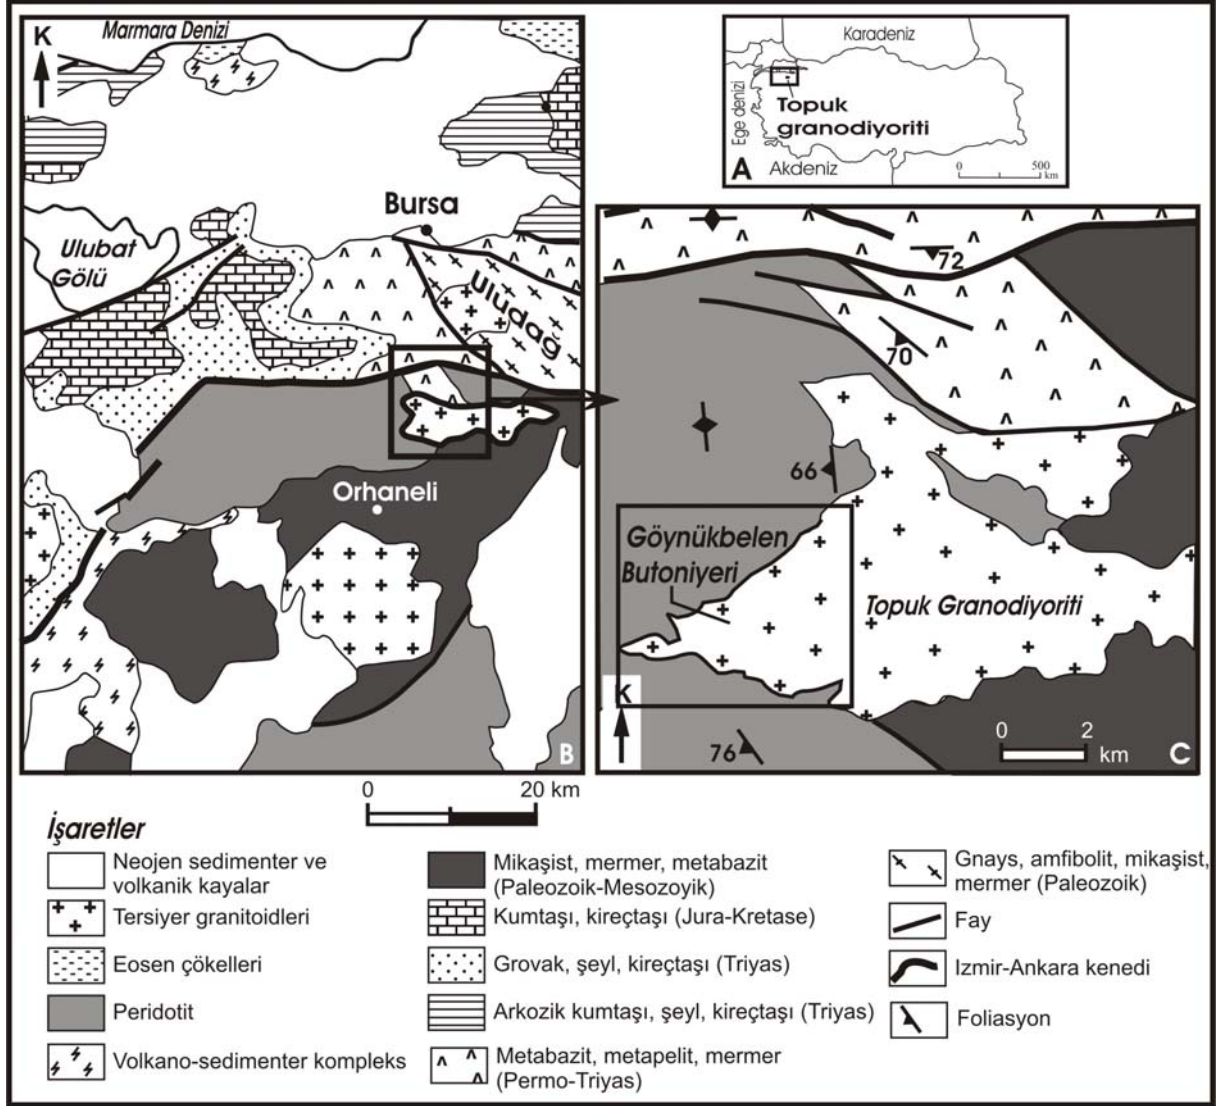 K
Marmara Denizi
Bursa
Ulubat
Gölü
Uludağ
Orhaneli
B
0 20 km
Karadeniz
Ege denizi
Topuk
granodiyoriti
Akdeniz
A
0 500
km
72
70
66
Göynükbelen
Butoniyeri
Topuk Granodiyoriti
K
76
0 2
km
C
İşaretler
Neojen sedimenter ve
volkanik kayalar
Tersiyer granitoidleri
Eosen çökelleri
Peridotit
Volkano-sedimenter kompleks
Mikaşist, mermer, metabazit
(Paleozoik-Mesozoyik)
Kumtaşı, kireçtaşı (Jura-Kretase)
Grovak, şeyl, kireçtaşı (Triyas)
Arkozik kumtaşı, şeyl, kireçtaşı (Triyas)
Metabazit, metapelit, mermer
(Permo-Triyas)
Gnays, amfibolit, mikaşist,
mermer (Paleozoik)
Fay
Izmir-Ankara kenedi
Foliasyon